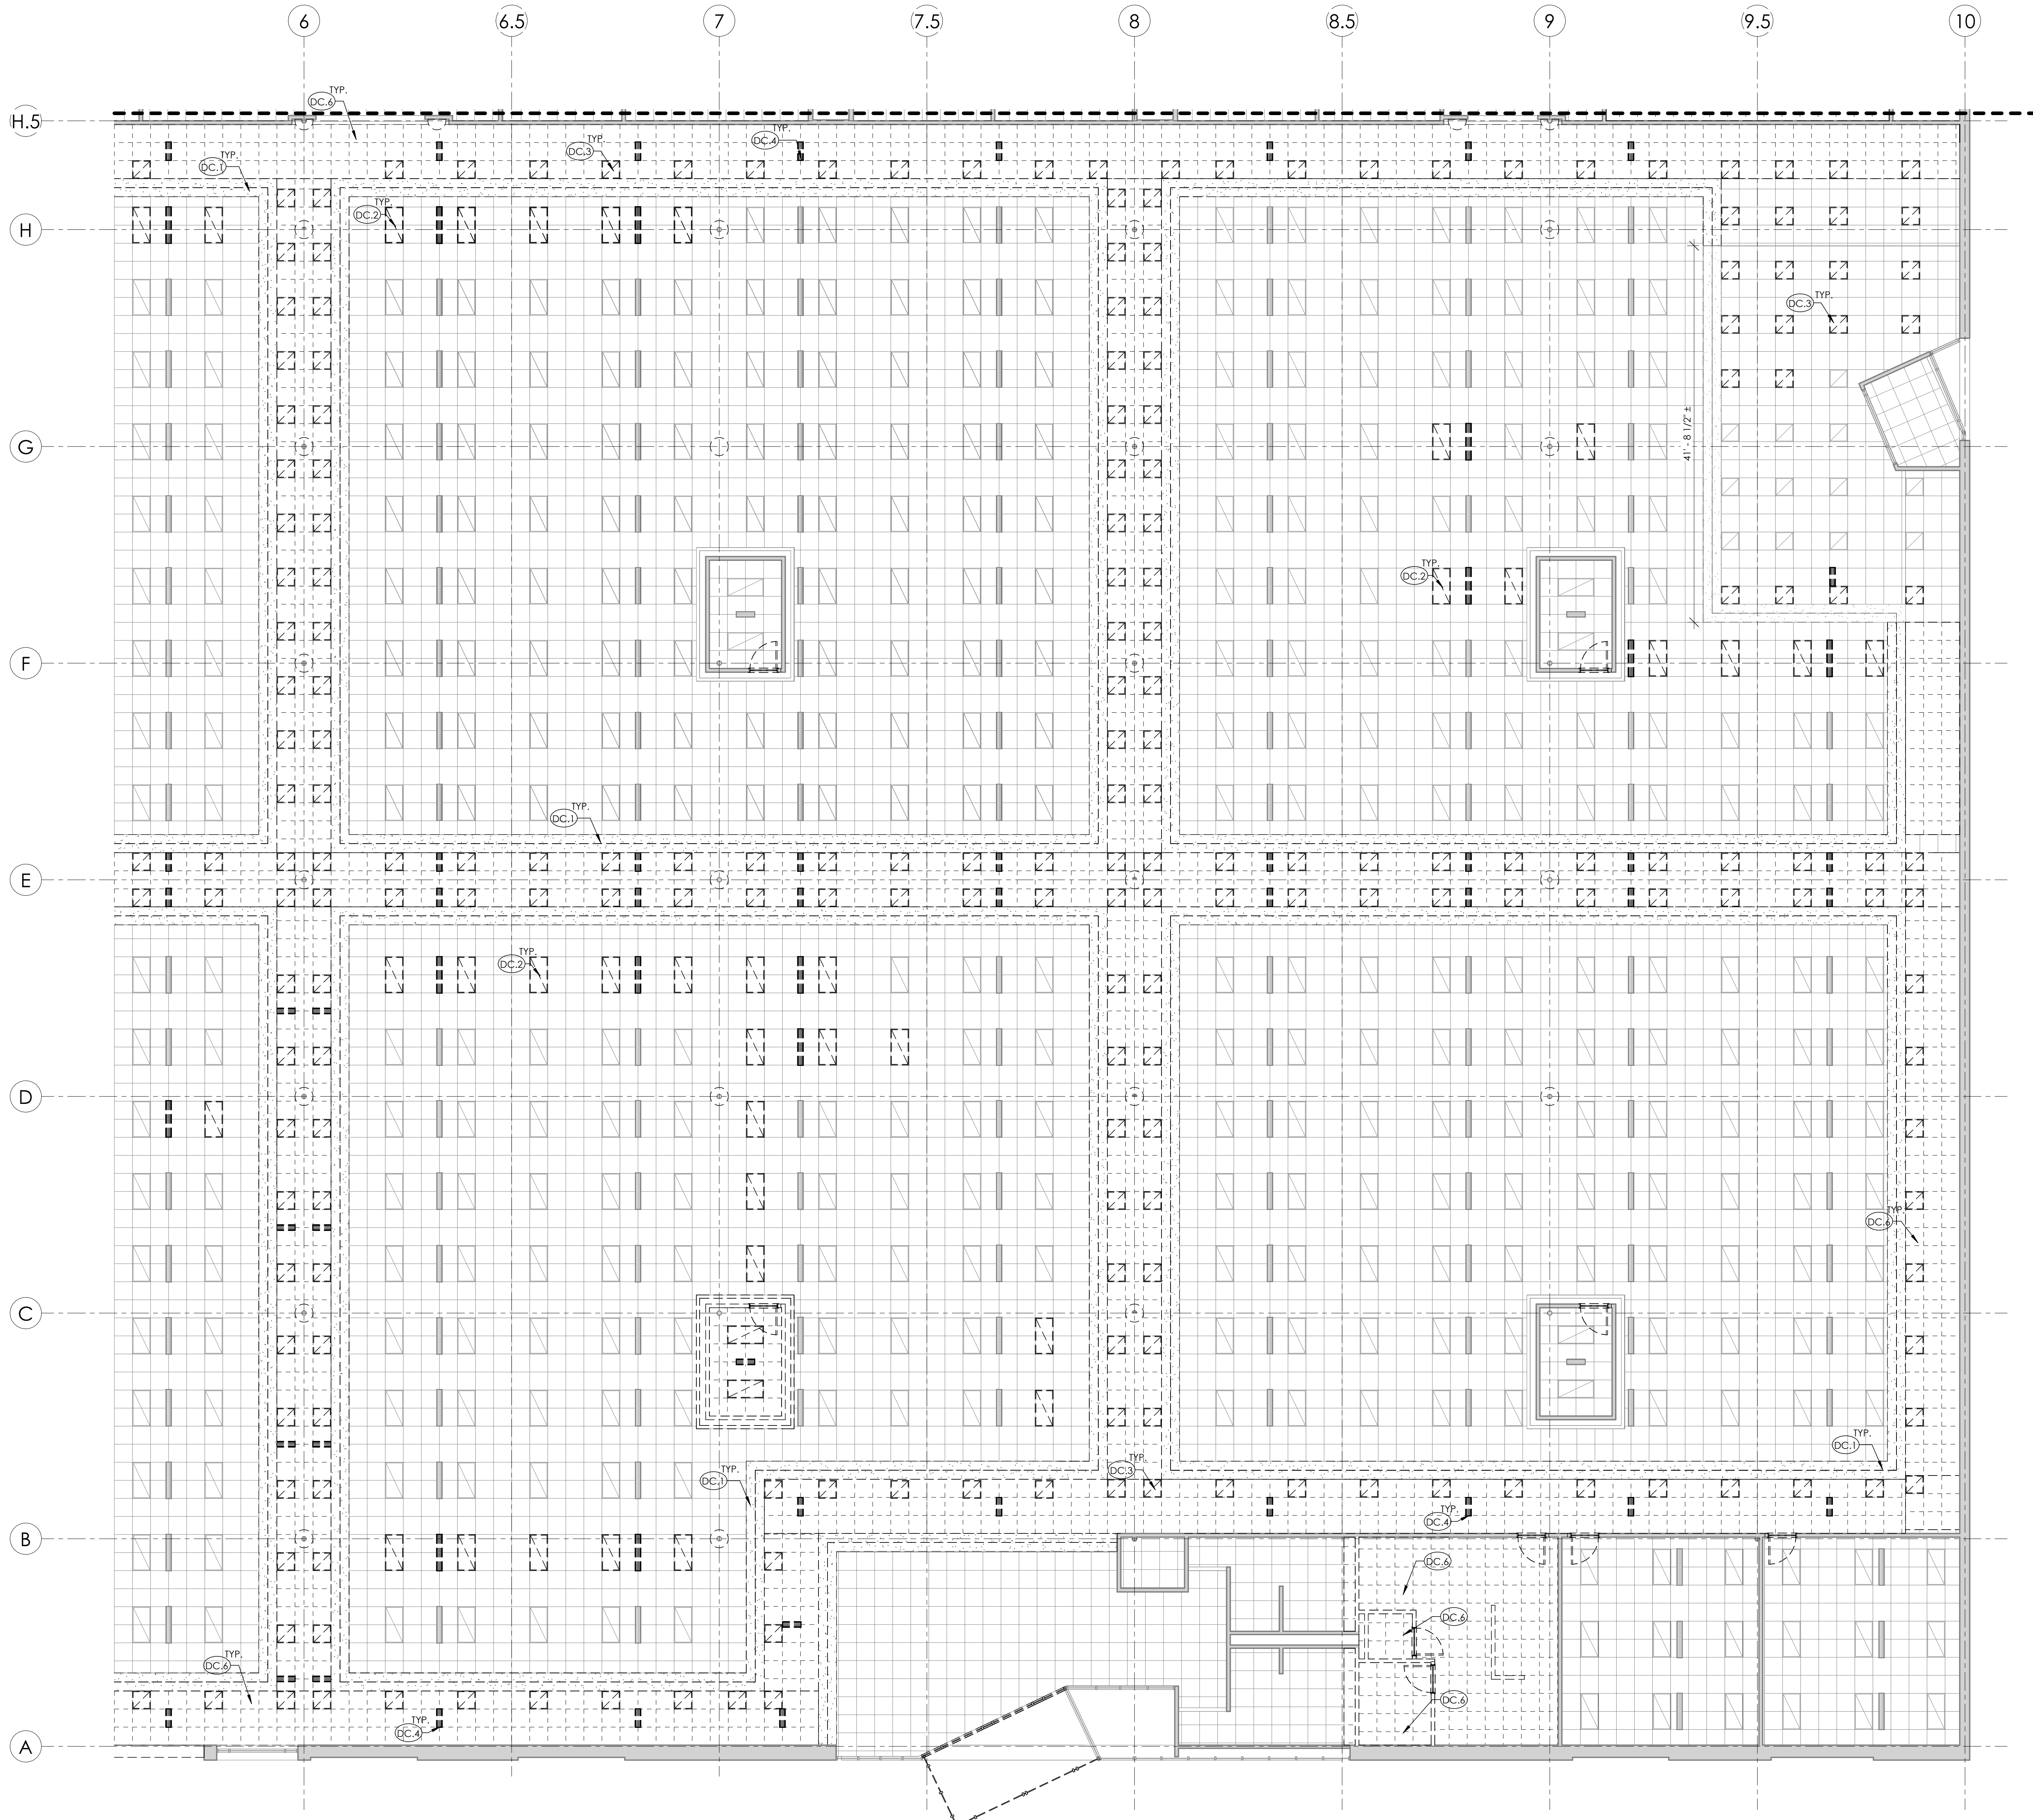 6
6.5
7
7.5
8
8.5
9
9.5
10
TYP.
DC.6
H.5
TYP.
DC.4
TYP.
DC.3
TYP.
DC.1
TYP.
DC.2
H
TYP.
DC.3
41' - 8 1/2" ±
G
TYP.
DC.2
F
TYP.
DC.1
E
TYP.
DC.2
D
TYP.
DC.6
C
TYP.
DC.1
TYP.
DC.3
TYP.
DC.1
TYP.
DC.4
B
DC.6
DC.6
TYP.
DC.6
DC.6
TYP.
DC.4
A